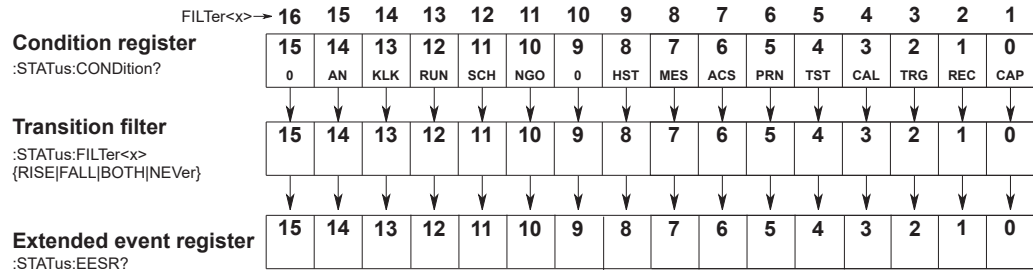 FILTer<x>→ 16 15 14 13 12 11 10 9 8 7 6 5 4 3 2 1
Condition register
:STATus:CONDition?
15 14 13 12 11 10 9 8 7 6 5 4 3 2 1 0
0 AN KLK RUN SCH NGO 0 HST MES ACS PRN TST CAL TRG REC CAP
Transition filter
:STATus:FILTer<x>
{RISE|FALL|BOTH|NEVer}
15 14 13 12 11 10 9 8 7 6 5 4 3 2 1 0
Extended event register
:STATus:EESR?
15 14 13 12 11 10 9 8 7 6 5 4 3 2 1 0